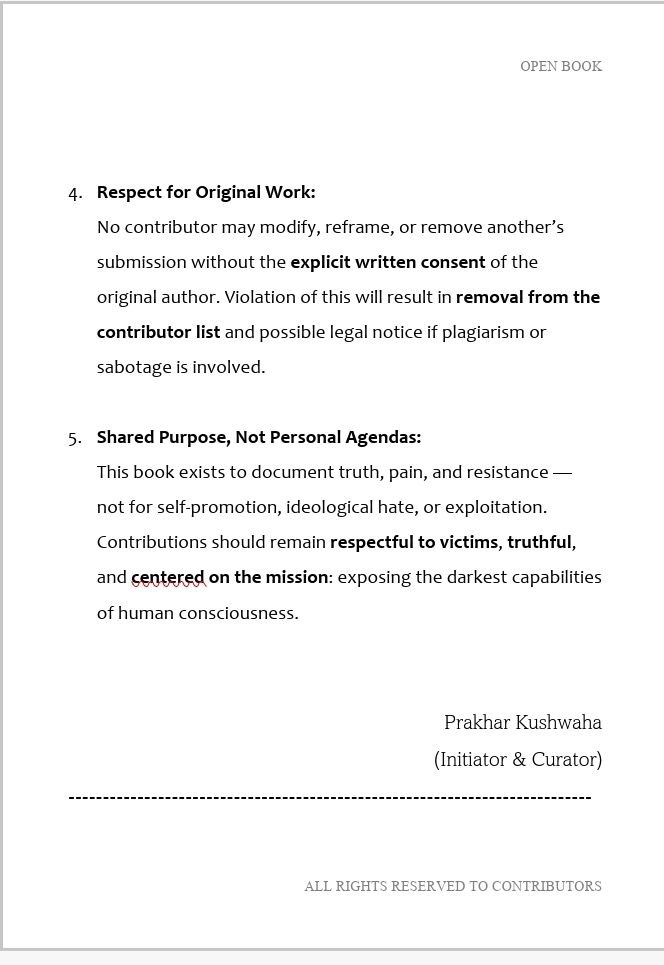 OPEN BOOK
4. Respect for Original Work:
No contributor may modify, reframe, or remove another’s
submission without the explicit written consent of the
original author. Violation of this will result in removal from the
contributor list and possible legal notice if plagiarism or
sabotage is involved.
5. Shared Purpose, Not Personal Agendas:
This book exists to document truth, pain, and resistance —
not for self-promotion, ideological hate, or exploitation.
Contributions should remain respectful to victims, truthful,
and centered on the mission: exposing the darkest capabilities
of human consciousness.
Prakhar Kushwaha
(Initiator & Curator)
-----------------------------------------------------------------------------
ALL RIGHTS RESERVED TO CONTRIBUTORS